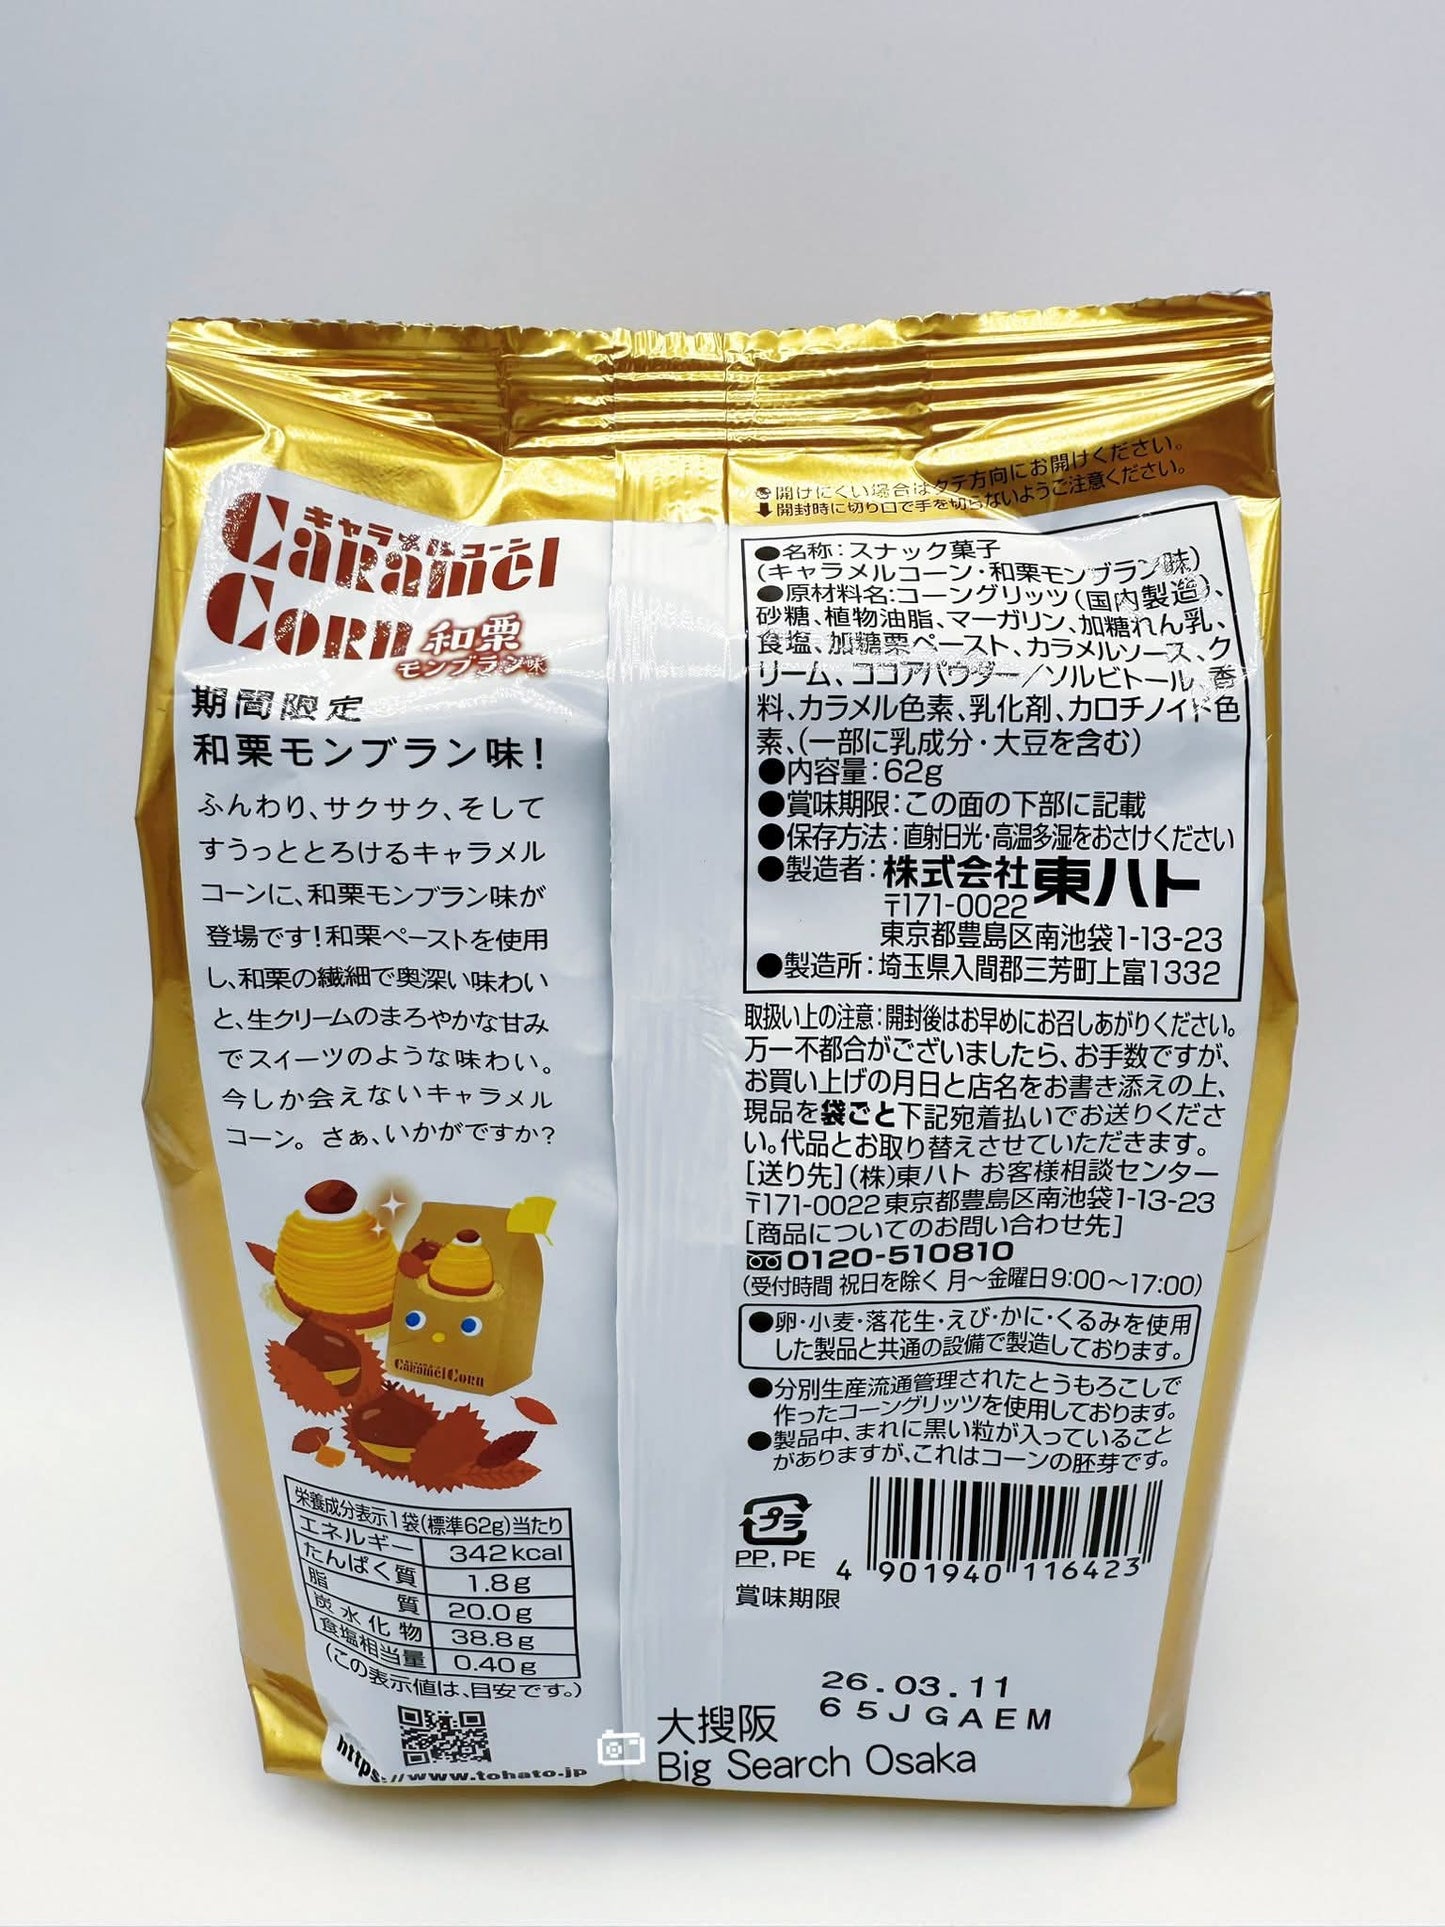 開けにくい場合はタテ方向にお開けください。
開封時に切り口で手を切らないようご注意ください。
キャラメルコーン
Caramel
Corn
和栗
モンブラン味
期間限定
和栗モンブラン味!
ふんわり、サクサク、そして
すうっととろけるキャラメル
コーンに、和栗モンブラン味が
登場です!和栗ペーストを使用
し、和栗の繊細で奥深い味わい
と、生クリームのまろやかな甘み
でスイーツのような味わい。
今しか会えないキャラメル
コーン。さぁ、いかがですか?
Caramel Corn
栄養成分表示1袋(標準62g)当たり
エネルギー 342kcal
たんぱく質 1.8g
脂質 20.0g
炭水化物 38.8g
食塩相当量 0.40g
(この表示値は、目安です。)
https://www.tohato.jp
●名称:スナック菓子
(キャラメルコーン・和栗モンブラン味)
●原材料名:コーングリッツ(国内製造)、
砂糖、植物油脂、マーガリン、加糖れん乳、
食塩、加糖栗ペースト、カラメルソース、ク
リーム、ココアパウダー/ソルビトール、香
料、カラメル色素、乳化剤、カロチノイド色
素、(一部に乳成分・大豆を含む)
●内容量:62g
●賞味期限:この面の下部に記載
●保存方法:直射日光・高温多湿をおさけください
●製造者:株式会社東ハト
〒171-0022
東京都豊島区南池袋1-13-23
●製造所:埼玉県入間郡三芳町上富1332
取扱い上の注意:開封後はお早めにお召しあがりください。
万一不都合がございましたら、お手数ですが、
お買い上げの月日と店名をお書き添えの上、
現品を袋ごと下記宛着払いでお送りくださ
い。代品とお取り替えさせていただきます。
[送り先](株)東ハト お客様相談センター
〒171-0022東京都豊島区南池袋1-13-23
[商品についてのお問い合わせ先]
0120-510810
(受付時間 祝日を除く 月~金曜日9:00~17:00)
●卵・小麦・落花生・えび・かに・くるみを使用
した製品と共通の設備で製造しております。
●分別生産流通管理されたとうもろこしで
作ったコーングリッツを使用しております。
●製品中、まれに黒い粒が入っていること
がありますが、これはコーンの胚芽です。
プラ
PP, PE
4 901940 116423
賞味期限
26.03.11
65JGAEM
大搜阪
Big Search Osaka